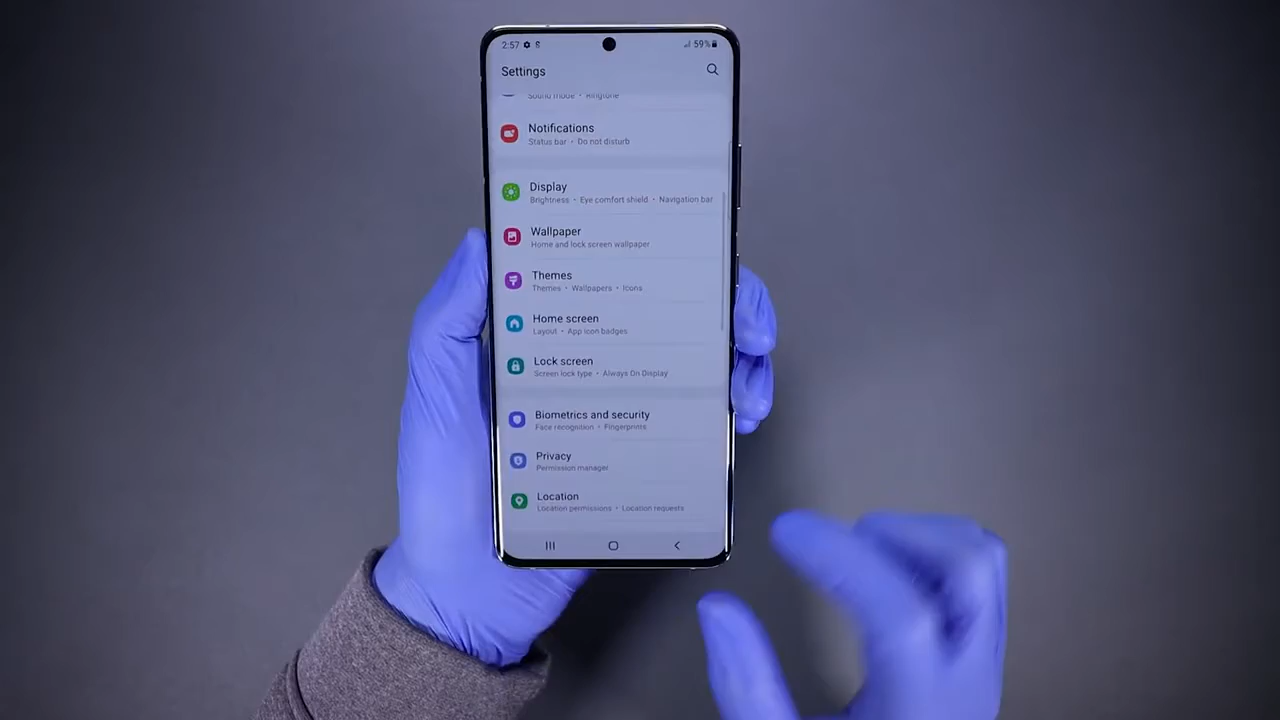 2:57
59%
Settings
Sound mode • Ringtone
Notifications
Status bar • Do not disturb
Display
Brightness • Eye comfort shield • Navigation bar
Wallpaper
Home and lock screen wallpaper
Themes
Themes • Wallpapers • Icons
Home screen
Layout • App icon badges
Lock screen
Screen lock type • Always On Display
Biometrics and security
Face recognition • Fingerprints
Privacy
Permission manager
Location
Location permissions • Location requests